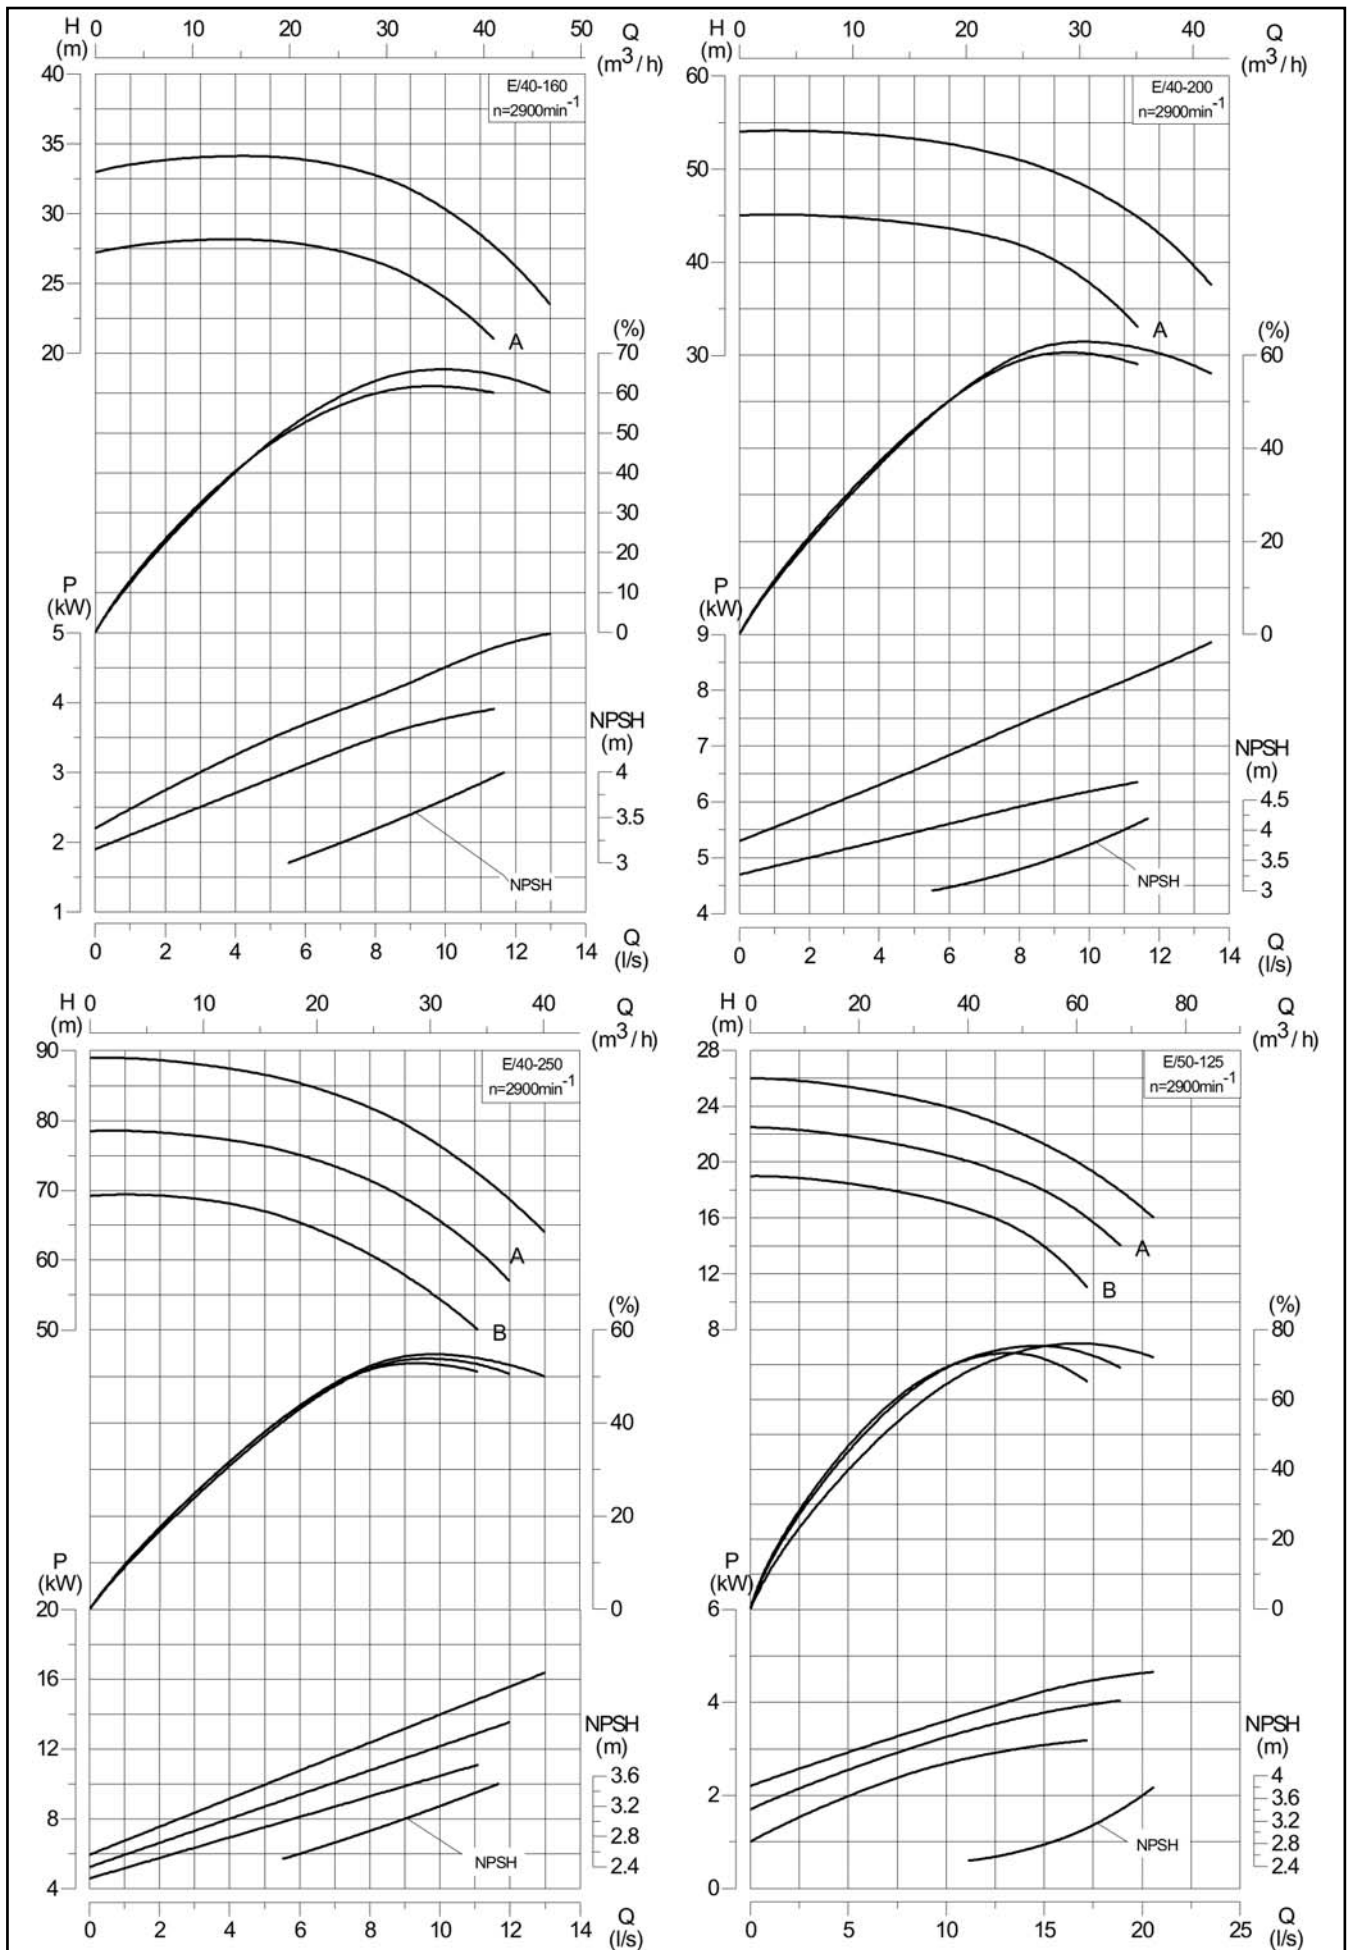 H 0 10 20 30 40 50 Q
(m) (m³/h)
E/40-160
n=2900min⁻¹
40
35
30
25
20
A
(%)
70
60
50
40
30
20
10
0
P
(kW)
5
4
3
2
1
NPSH
(m)
4
3.5
3
NPSH
0 2 4 6 8 10 12 14 Q
(l/s)
H 0 10 20 30 40 Q
(m) (m³/h)
E/40-200
n=2900min⁻¹
60
50
40
30
A
(%)
60
40
20
0
P
(kW)
9
8
7
6
5
4
NPSH
(m)
4.5
4
3.5
3
NPSH
0 2 4 6 8 10 12 14 Q
(l/s)
H 0 10 20 30 40 Q
(m) (m³/h)
E/40-250
n=2900min⁻¹
90
80
70
60
50
A
B
(%)
60
40
20
0
P
(kW)
20
16
12
8
4
NPSH
(m)
3.6
3.2
2.8
2.4
NPSH
0 2 4 6 8 10 12 14 Q
(l/s)
H 0 20 40 60 80 Q
(m) (m³/h)
E/50-125
n=2900min⁻¹
28
24
20
16
12
8
A
B
(%)
80
60
40
20
0
P
(kW)
6
4
2
0
NPSH
(m)
4
3.6
3.2
2.8
2.4
NPSH
0 5 10 15 20 25 Q
(l/s)